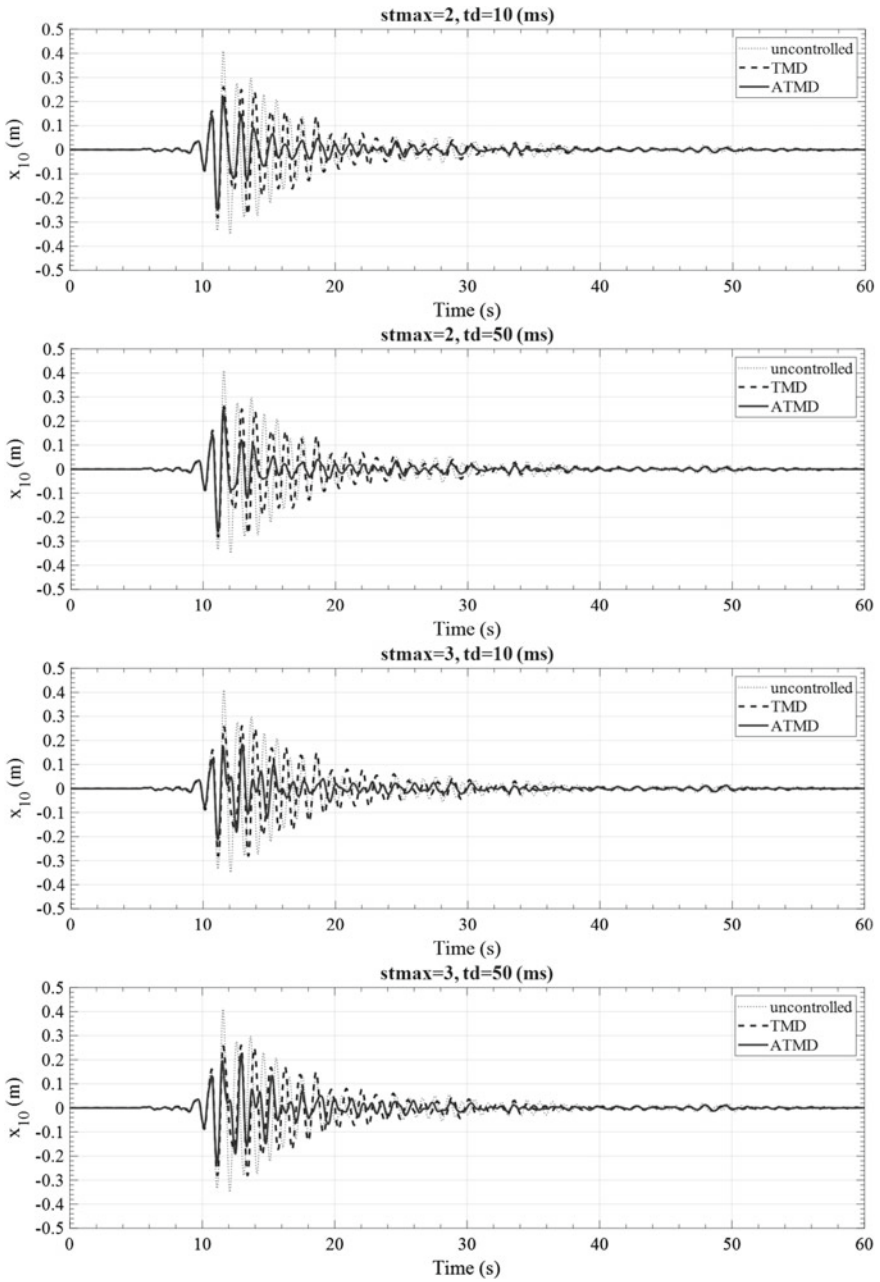 stmax=2, td=10 (ms)
0.5
0.4
0.3
0.2
0.1
0
-0.1
-0.2
-0.3
-0.4
-0.5
x10 (m)
uncontrolled
TMD
ATMD
0 10 20 30 40 50 60
Time (s)
stmax=2, td=50 (ms)
0.5
0.4
0.3
0.2
0.1
0
-0.1
-0.2
-0.3
-0.4
-0.5
x10 (m)
uncontrolled
TMD
ATMD
0 10 20 30 40 50 60
Time (s)
stmax=3, td=10 (ms)
0.5
0.4
0.3
0.2
0.1
0
-0.1
-0.2
-0.3
-0.4
-0.5
x10 (m)
uncontrolled
TMD
ATMD
0 10 20 30 40 50 60
Time (s)
stmax=3, td=50 (ms)
0.5
0.4
0.3
0.2
0.1
0
-0.1
-0.2
-0.3
-0.4
-0.5
x10 (m)
uncontrolled
TMD
ATMD
0 10 20 30 40 50 60
Time (s)